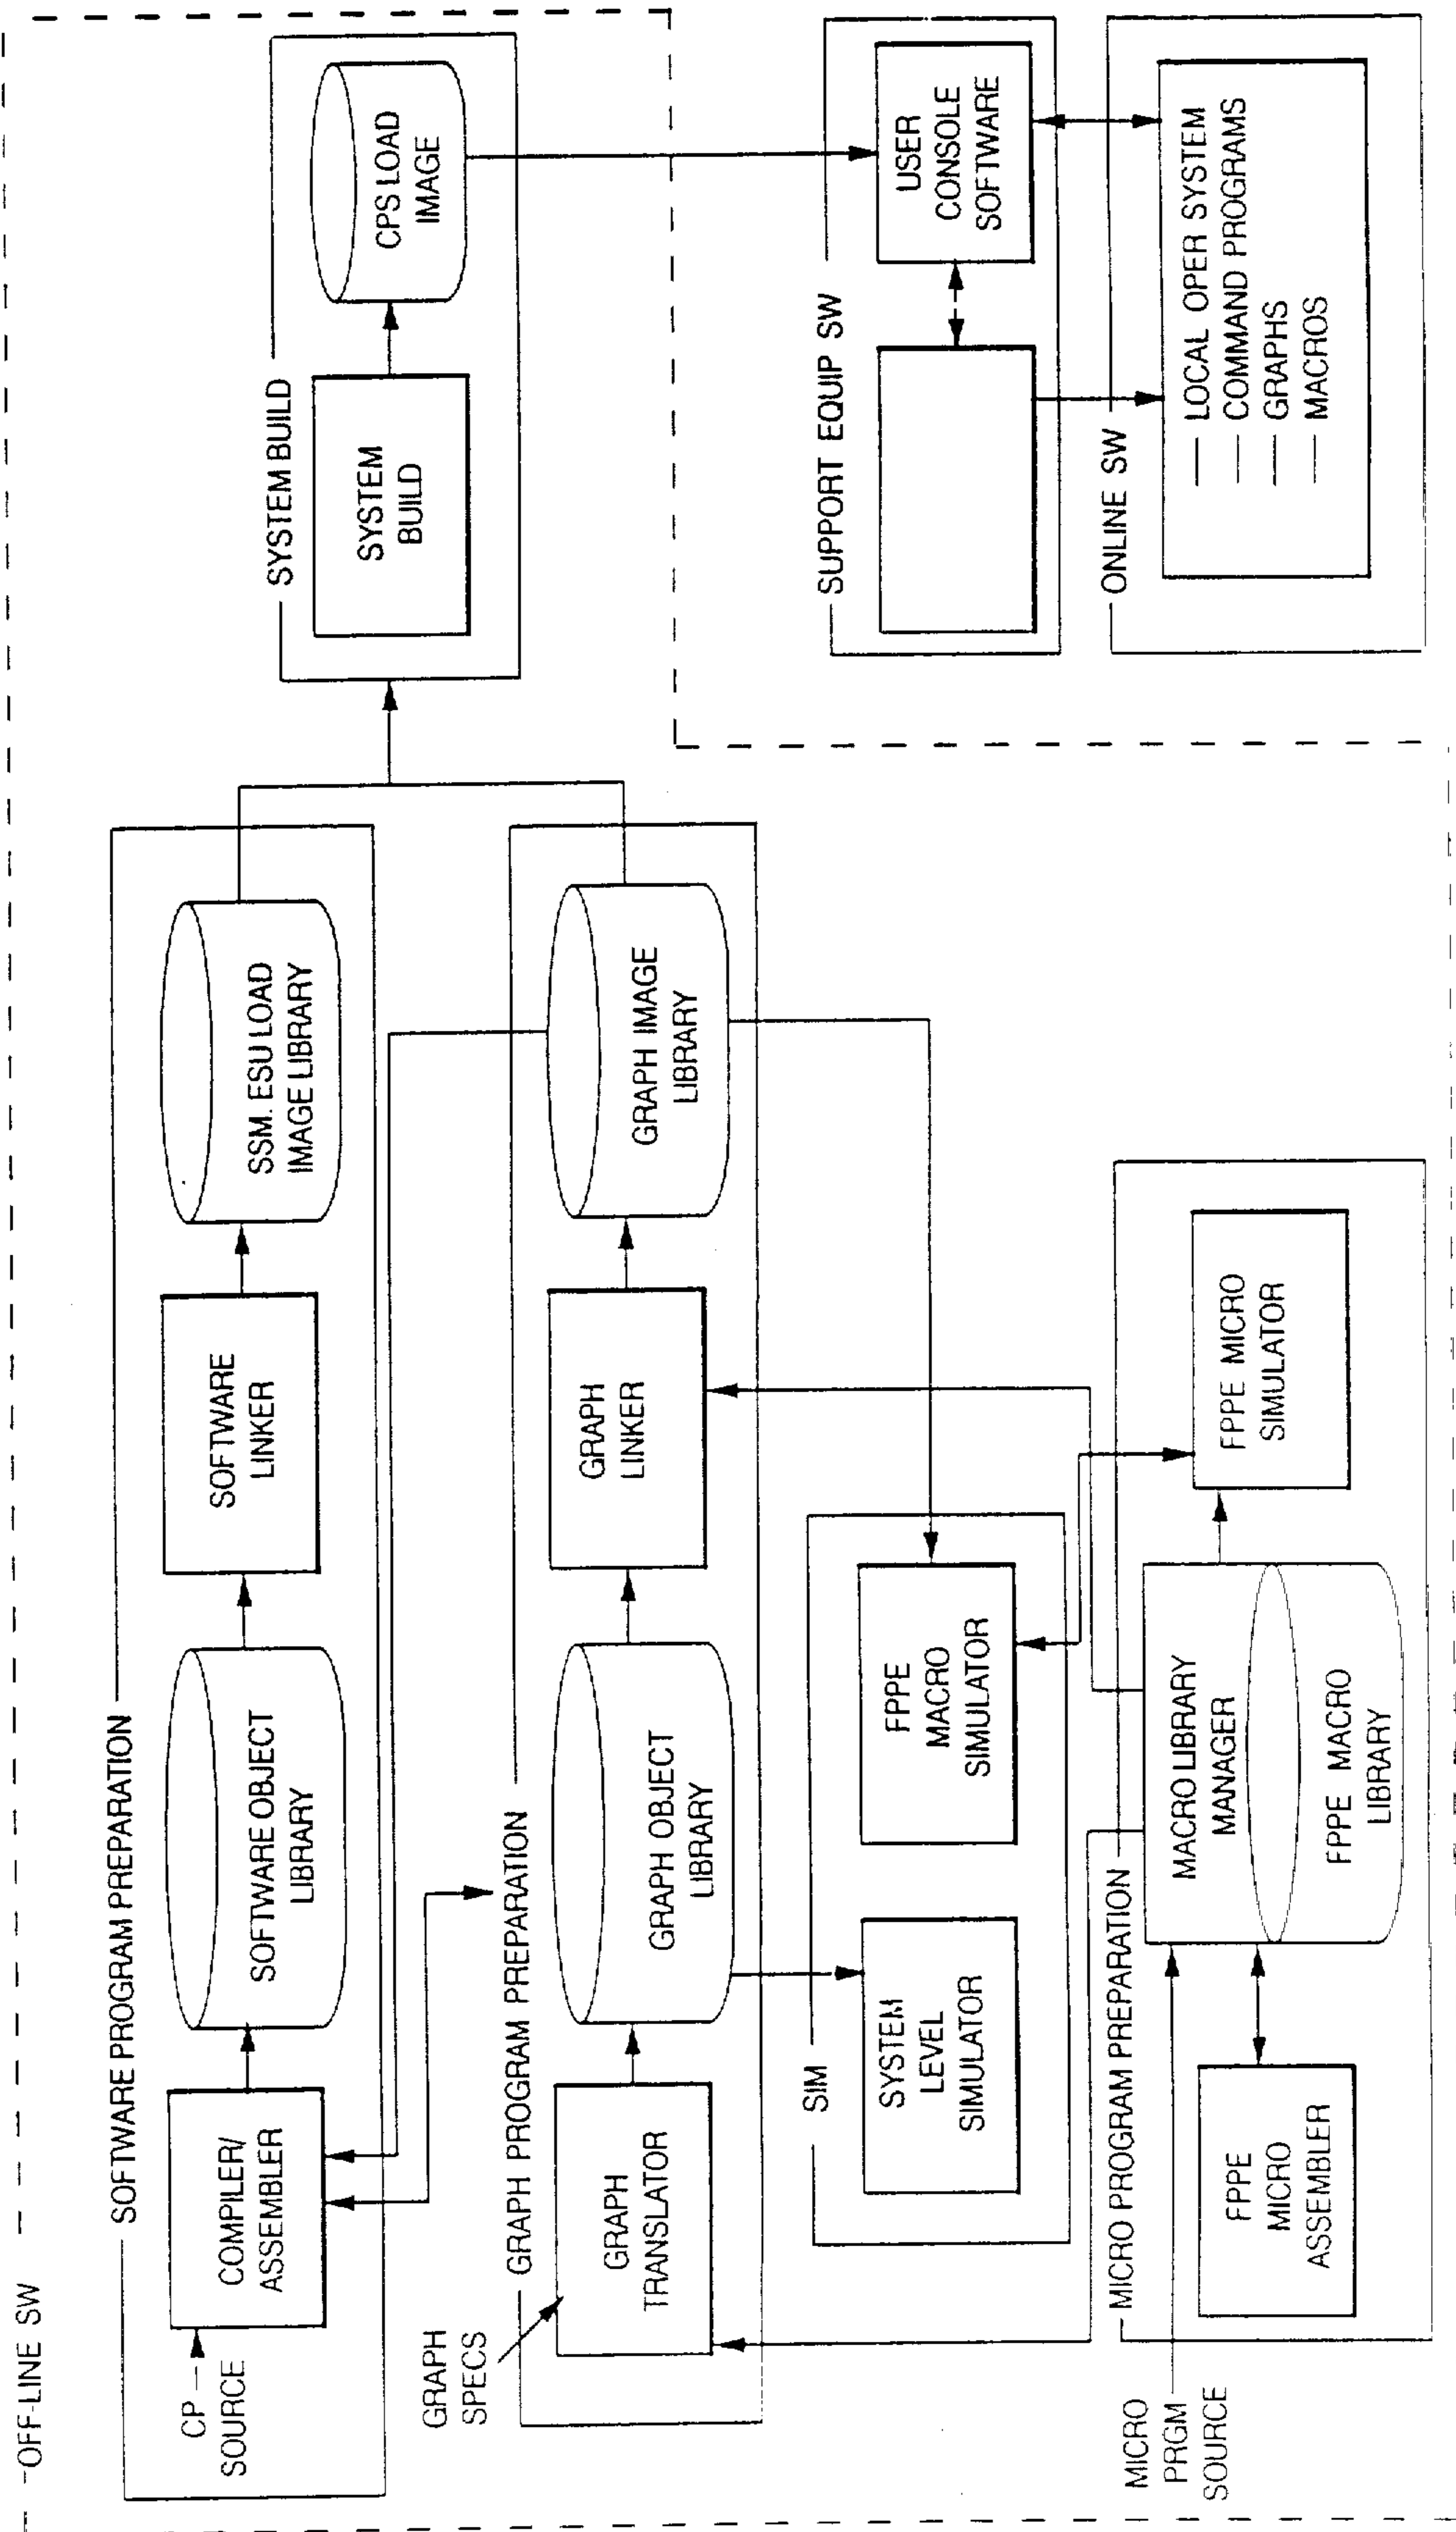 OFF-LINE SW
SOFTWARE PROGRAM PREPARATION
CP
SOURCE
COMPILER/
ASSEMBLER
SOFTWARE OBJECT
LIBRARY
SOFTWARE
LINKER
SSM. ESU LOAD
IMAGE LIBRARY
SYSTEM BUILD
SYSTEM
BUILD
CPS LOAD
IMAGE
GRAPH PROGRAM PREPARATION
GRAPH
SPECS
GRAPH
TRANSLATOR
GRAPH OBJECT
LIBRARY
GRAPH
LINKER
GRAPH IMAGE
LIBRARY
SIM
SYSTEM
LEVEL
SIMULATOR
FPPE
MACRO
SIMULATOR
SUPPORT EQUIP SW
USER
CONSOLE
SOFTWARE
MICRO PROGRAM PREPARATION
MICRO
PRGM
SOURCE
FPPE
MICRO
ASSEMBLER
MACRO LIBRARY
MANAGER
FPPE MACRO
LIBRARY
FPPE MICRO
SIMULATOR
ONLINE SW
— LOCAL OPER SYSTEM
— COMMAND PROGRAMS
— GRAPHS
— MACROS